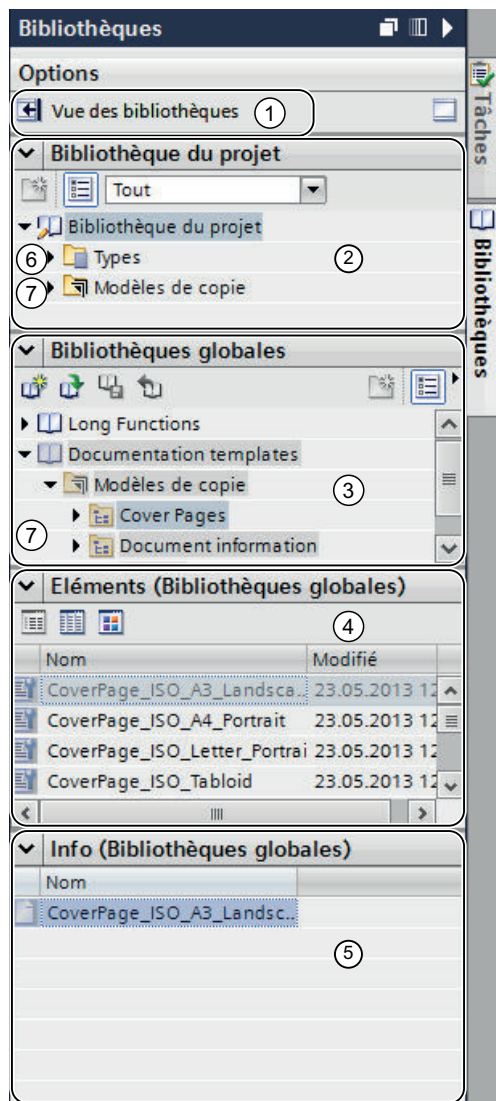 Bibliothèques
Options
Vue des bibliothèques 1
Bibliothèque du projet
Tout
Bibliothèque du projet
6 Types 2
7 Modèles de copie
Bibliothèques globales
Long Functions
Documentation templates
Modèles de copie 3
Cover Pages
7 Document information
Eléments (Bibliothèques globales)
4
Nom Modifié
CoverPage_ISO_A3_Landsca.. 23.05.2013 12
CoverPage_ISO_A4_Portrait 23.05.2013 12
CoverPage_ISO_Letter_Portrai 23.05.2013 12
CoverPage_ISO_Tabloid 23.05.2013 12
Info (Bibliothèques globales)
Nom
CoverPage_ISO_A3_Landsc..
5
Tâches
Bibliothèques